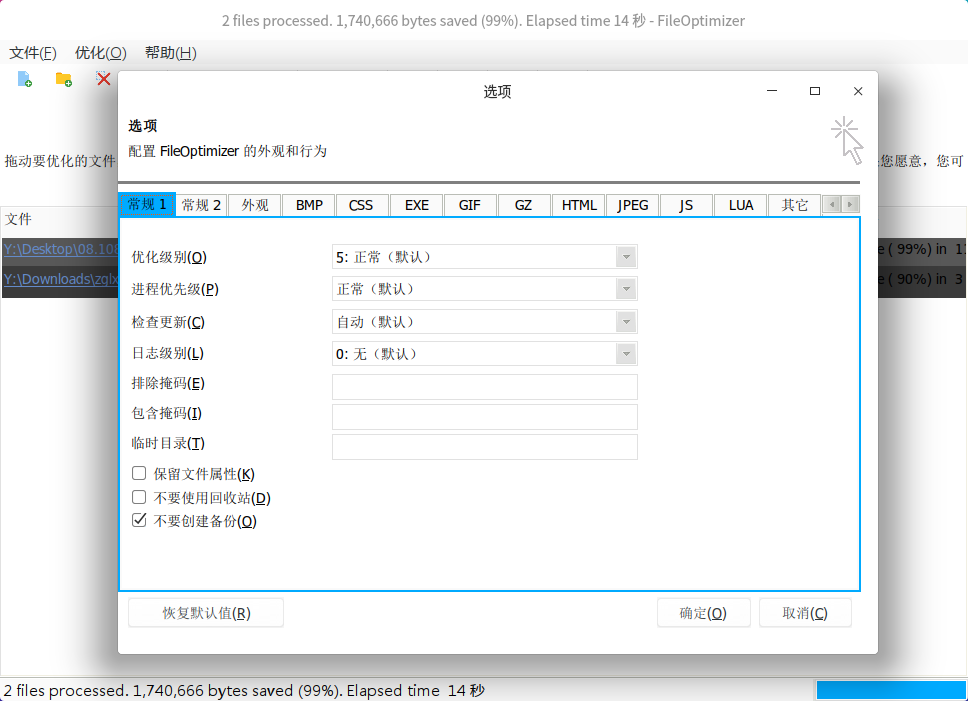 2 files processed. 1,740,666 bytes saved (99%). Elapsed time 14 秒 - FileOptimizer
文件(F) 优化(O) 帮助(H)
选项
选项
配置 FileOptimizer 的外观和行为
拖动要优化的文件
您愿意，您可
常规 1 常规 2 外观 BMP CSS EXE GIF GZ HTML JPEG JS LUA 其它
文件
Y:\Desktop\08.108
e ( 99%) in 11
优化级别(O) 5: 正常（默认）
Y:\Downloads\zqlx
e ( 90%) in 3
进程优先级(P) 正常（默认）
检查更新(C) 自动（默认）
日志级别(L) 0: 无（默认）
排除掩码(E)
包含掩码(I)
临时目录(T)
保留文件属性(K)
不要使用回收站(D)
不要创建备份(O)
恢复默认值(R) 确定(O) 取消(C)
2 files processed. 1,740,666 bytes saved (99%). Elapsed time 14 秒